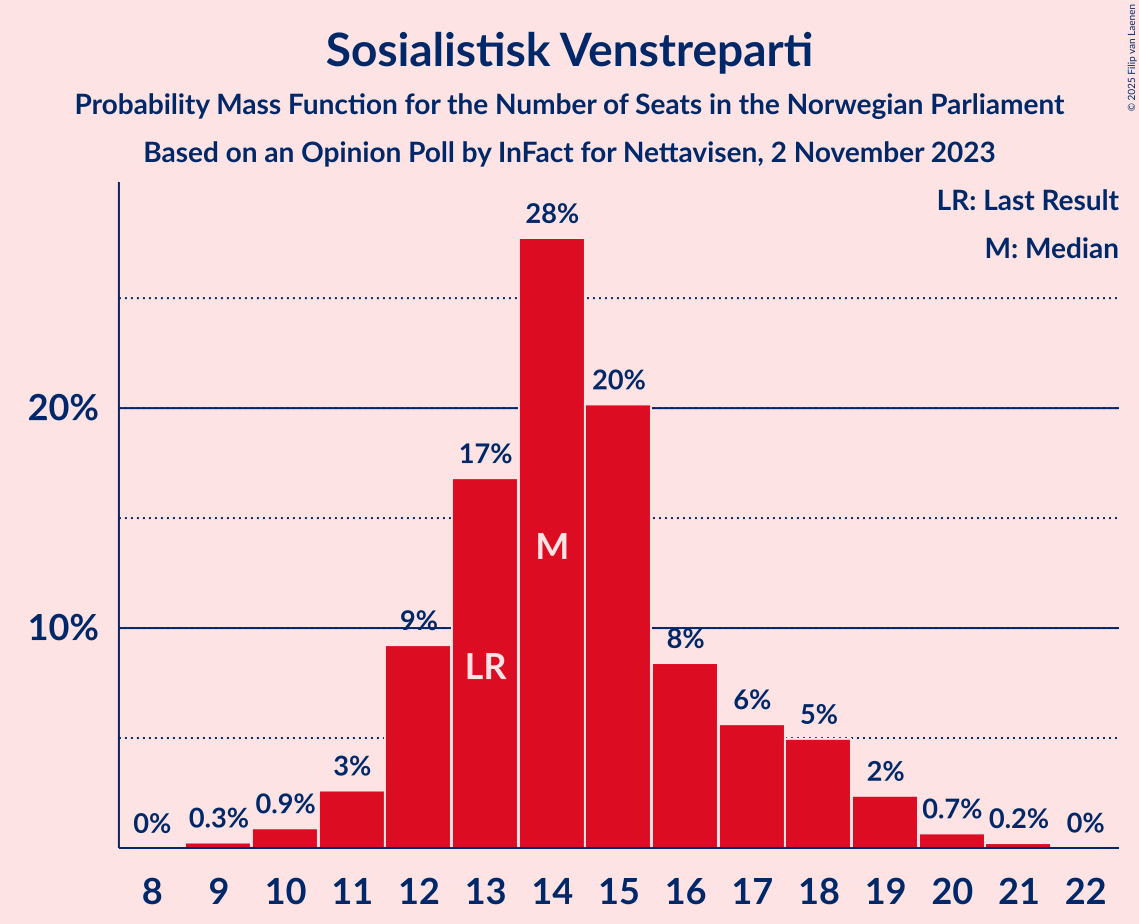 Sosialistisk Venstreparti
Probability Mass Function for the Number of Seats in the Norwegian Parliament
Based on an Opinion Poll by InFact for Nettavisen, 2 November 2023
© 2025 Filip van Laenen
LR: Last Result
M: Median
28%
20%
20%
17%
M
10%
9%
8%
LR
6%
5%
3%
2%
0%
0.3%
0.9%
0.7%
0.2%
0%
8 9 10 11 12 13 14 15 16 17 18 19 20 21 22